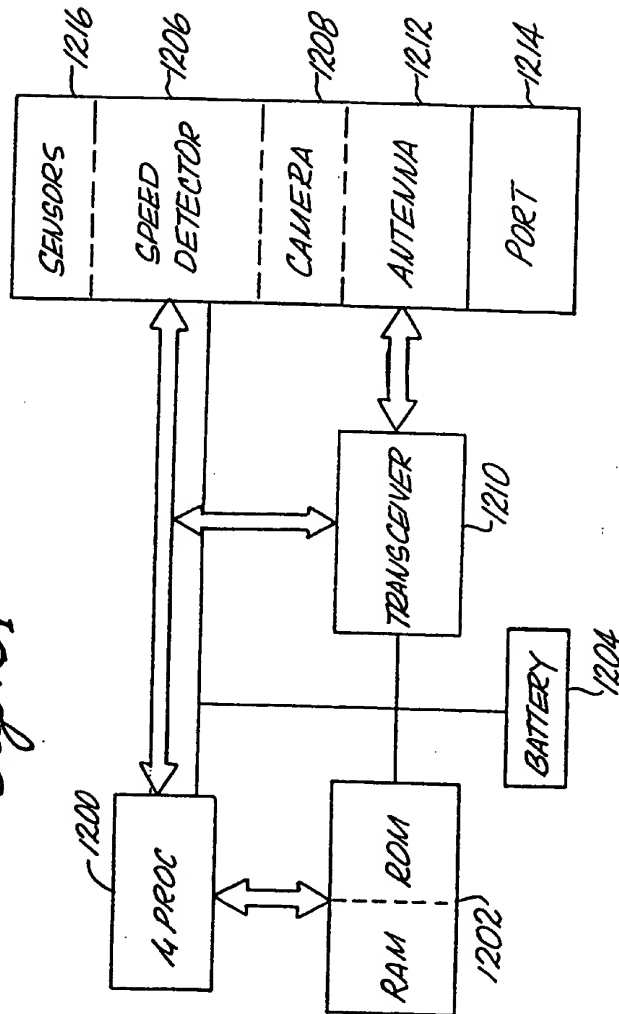 1200
μ PROC
RAM
ROM
1202
BATTERY
1204
TRANSCEIVER
1210
SENSORS
1216
SPEED
DETECTOR
1206
CAMERA
1208
ANTENNA
1212
PORT
1214